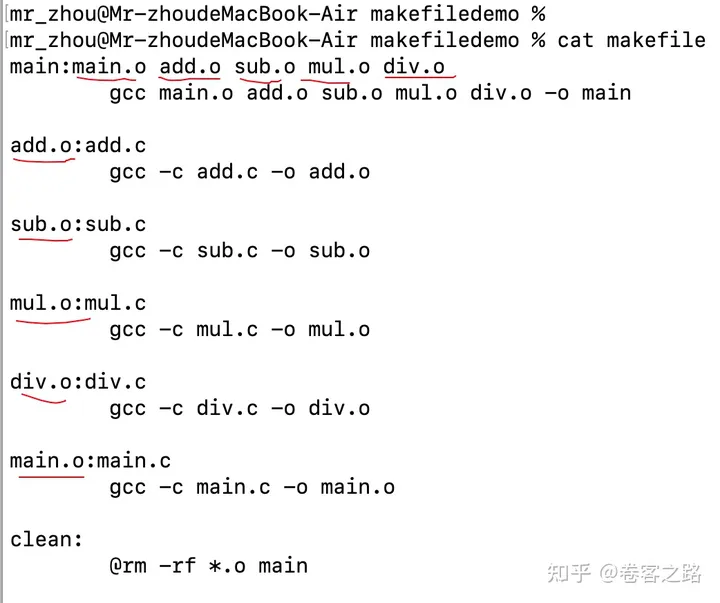 [mr_zhou@Mr-zhoudeMacBook-Air makefiledemo %
[mr_zhou@Mr-zhoudeMacBook-Air makefiledemo % cat makefile
main:main.o add.o sub.o mul.o div.o
        gcc main.o add.o sub.o mul.o div.o -o main

add.o:add.c
        gcc -c add.c -o add.o

sub.o:sub.c
        gcc -c sub.c -o sub.o

mul.o:mul.c
        gcc -c mul.c -o mul.o

div.o:div.c
        gcc -c div.c -o div.o

main.o:main.c
        gcc -c main.c -o main.o

clean:
        @rm -rf *.o main
知乎 @卷客之路